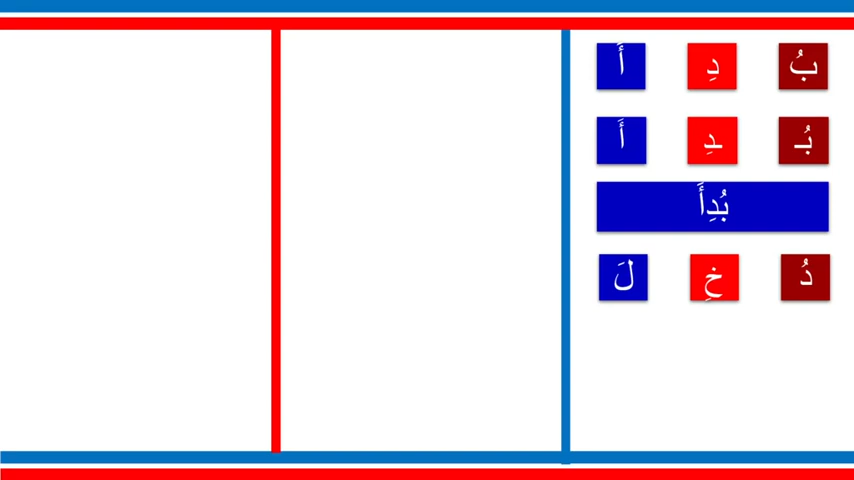 بُ دِ أَ
بُـ ـدِ أَ
بُدِأَ
دُ خِ لَ